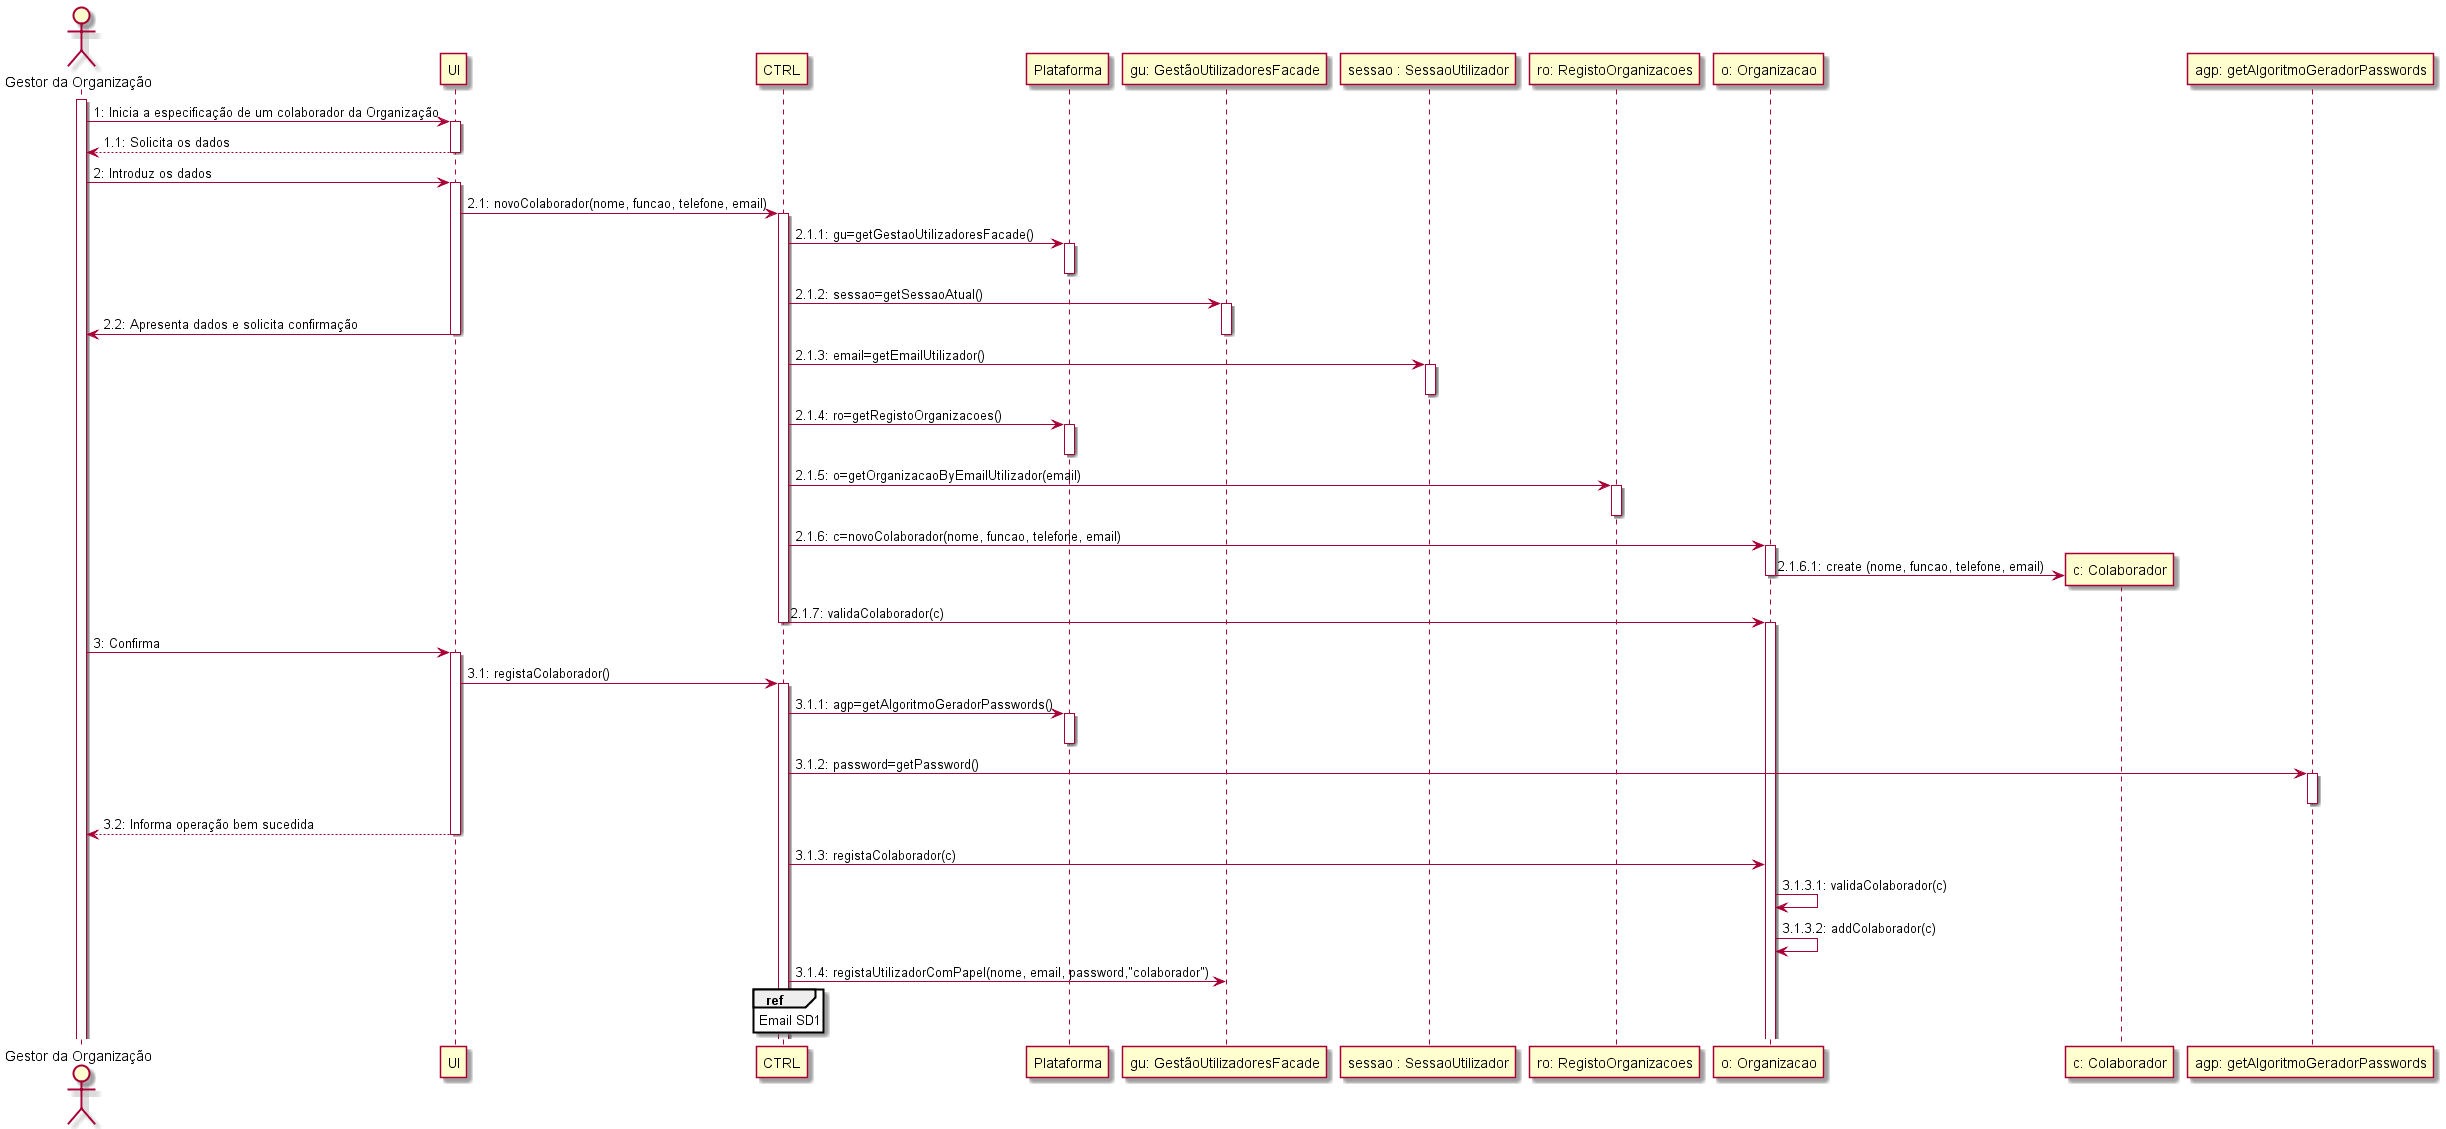 Gestor da Organização
UI
CTRL
Plataforma
gu: GestãoUtilizadoresFacade
sessao : SessaoUtilizador
ro: RegistoOrganizacoes
o: Organizacao
agp: getAlgoritmoGeradorPasswords
1: Inicia a especificação de um colaborador da Organização
1.1: Solicita os dados
2: Introduz os dados
2.1: novoColaborador(nome, funcao, telefone, email)
2.1.1: gu=getGestaoUtilizadoresFacade()
2.1.2: sessao=getSessaoAtual()
2.2: Apresenta dados e solicita confirmação
2.1.3: email=getEmailUtilizador()
2.1.4: ro=getRegistoOrganizacoes()
2.1.5: o=getOrganizacaoByEmailUtilizador(email)
2.1.6: c=novoColaborador(nome, funcao, telefone, email)
2.1.6.1: create (nome, funcao, telefone, email)
c: Colaborador
2.1.7: validaColaborador(c)
3: Confirma
3.1: registaColaborador()
3.1.1: agp=getAlgoritmoGeradorPasswords()
3.1.2: password=getPassword()
3.2: Informa operação bem sucedida
3.1.3: registaColaborador(c)
3.1.3.1: validaColaborador(c)
3.1.3.2: addColaborador(c)
3.1.4: registaUtilizadorComPapel(nome, email, password,"colaborador")
ref
Email SD1
Gestor da Organização
UI
CTRL
Plataforma
gu: GestãoUtilizadoresFacade
sessao : SessaoUtilizador
ro: RegistoOrganizacoes
o: Organizacao
c: Colaborador
agp: getAlgoritmoGeradorPasswords